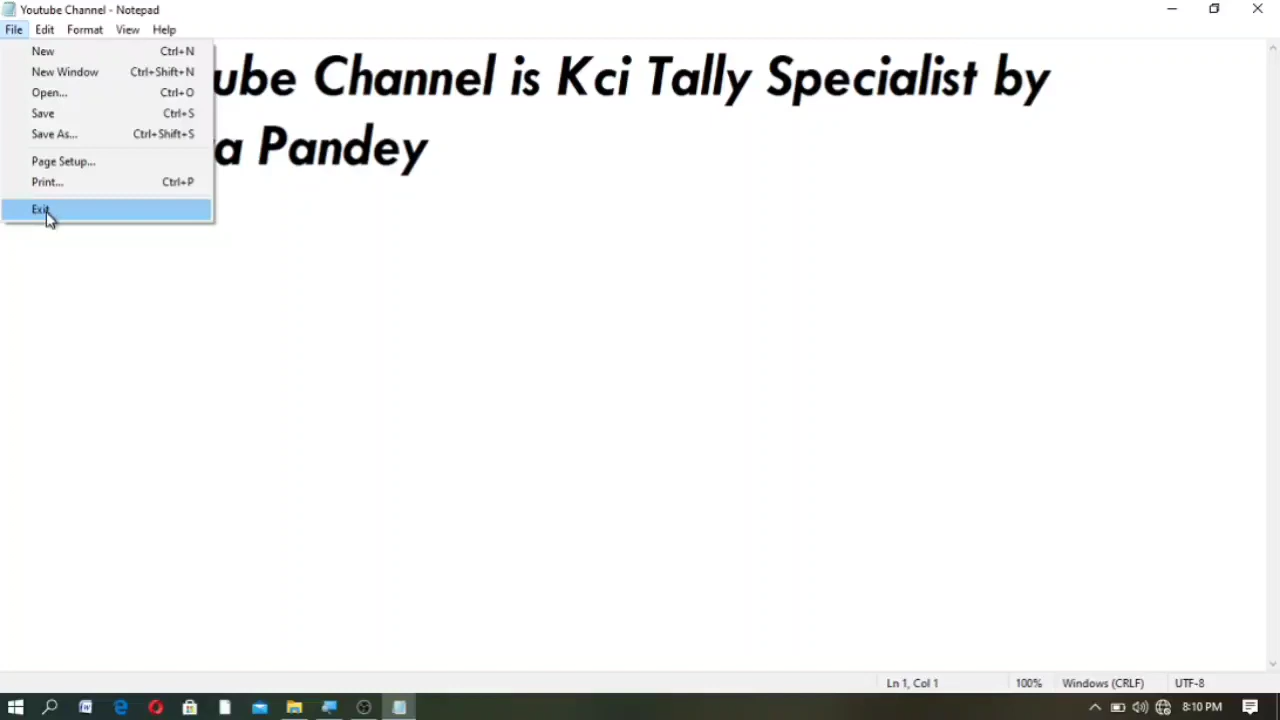 Youtube Channel - Notepad
File Edit Format View Help
New Ctrl+N
New Window Ctrl+Shift+N
Open... Ctrl+O
Save Ctrl+S
Save As... Ctrl+Shift+S
Page Setup... 
Print... Ctrl+P
Exit
ube Channel is Kci Tally Specialist by
a Pandey
Ln 1, Col 1 100% Windows (CRLF) UTF-8
8:10 PM